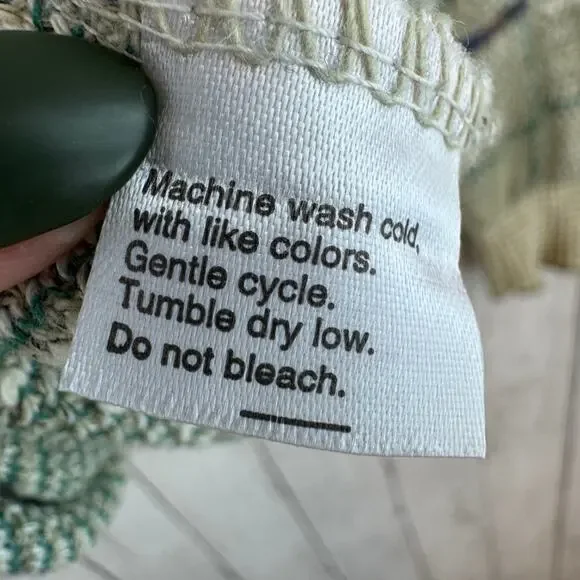 Machine wash cold,
with like colors.
Gentle cycle.
Tumble dry low.
Do not bleach.